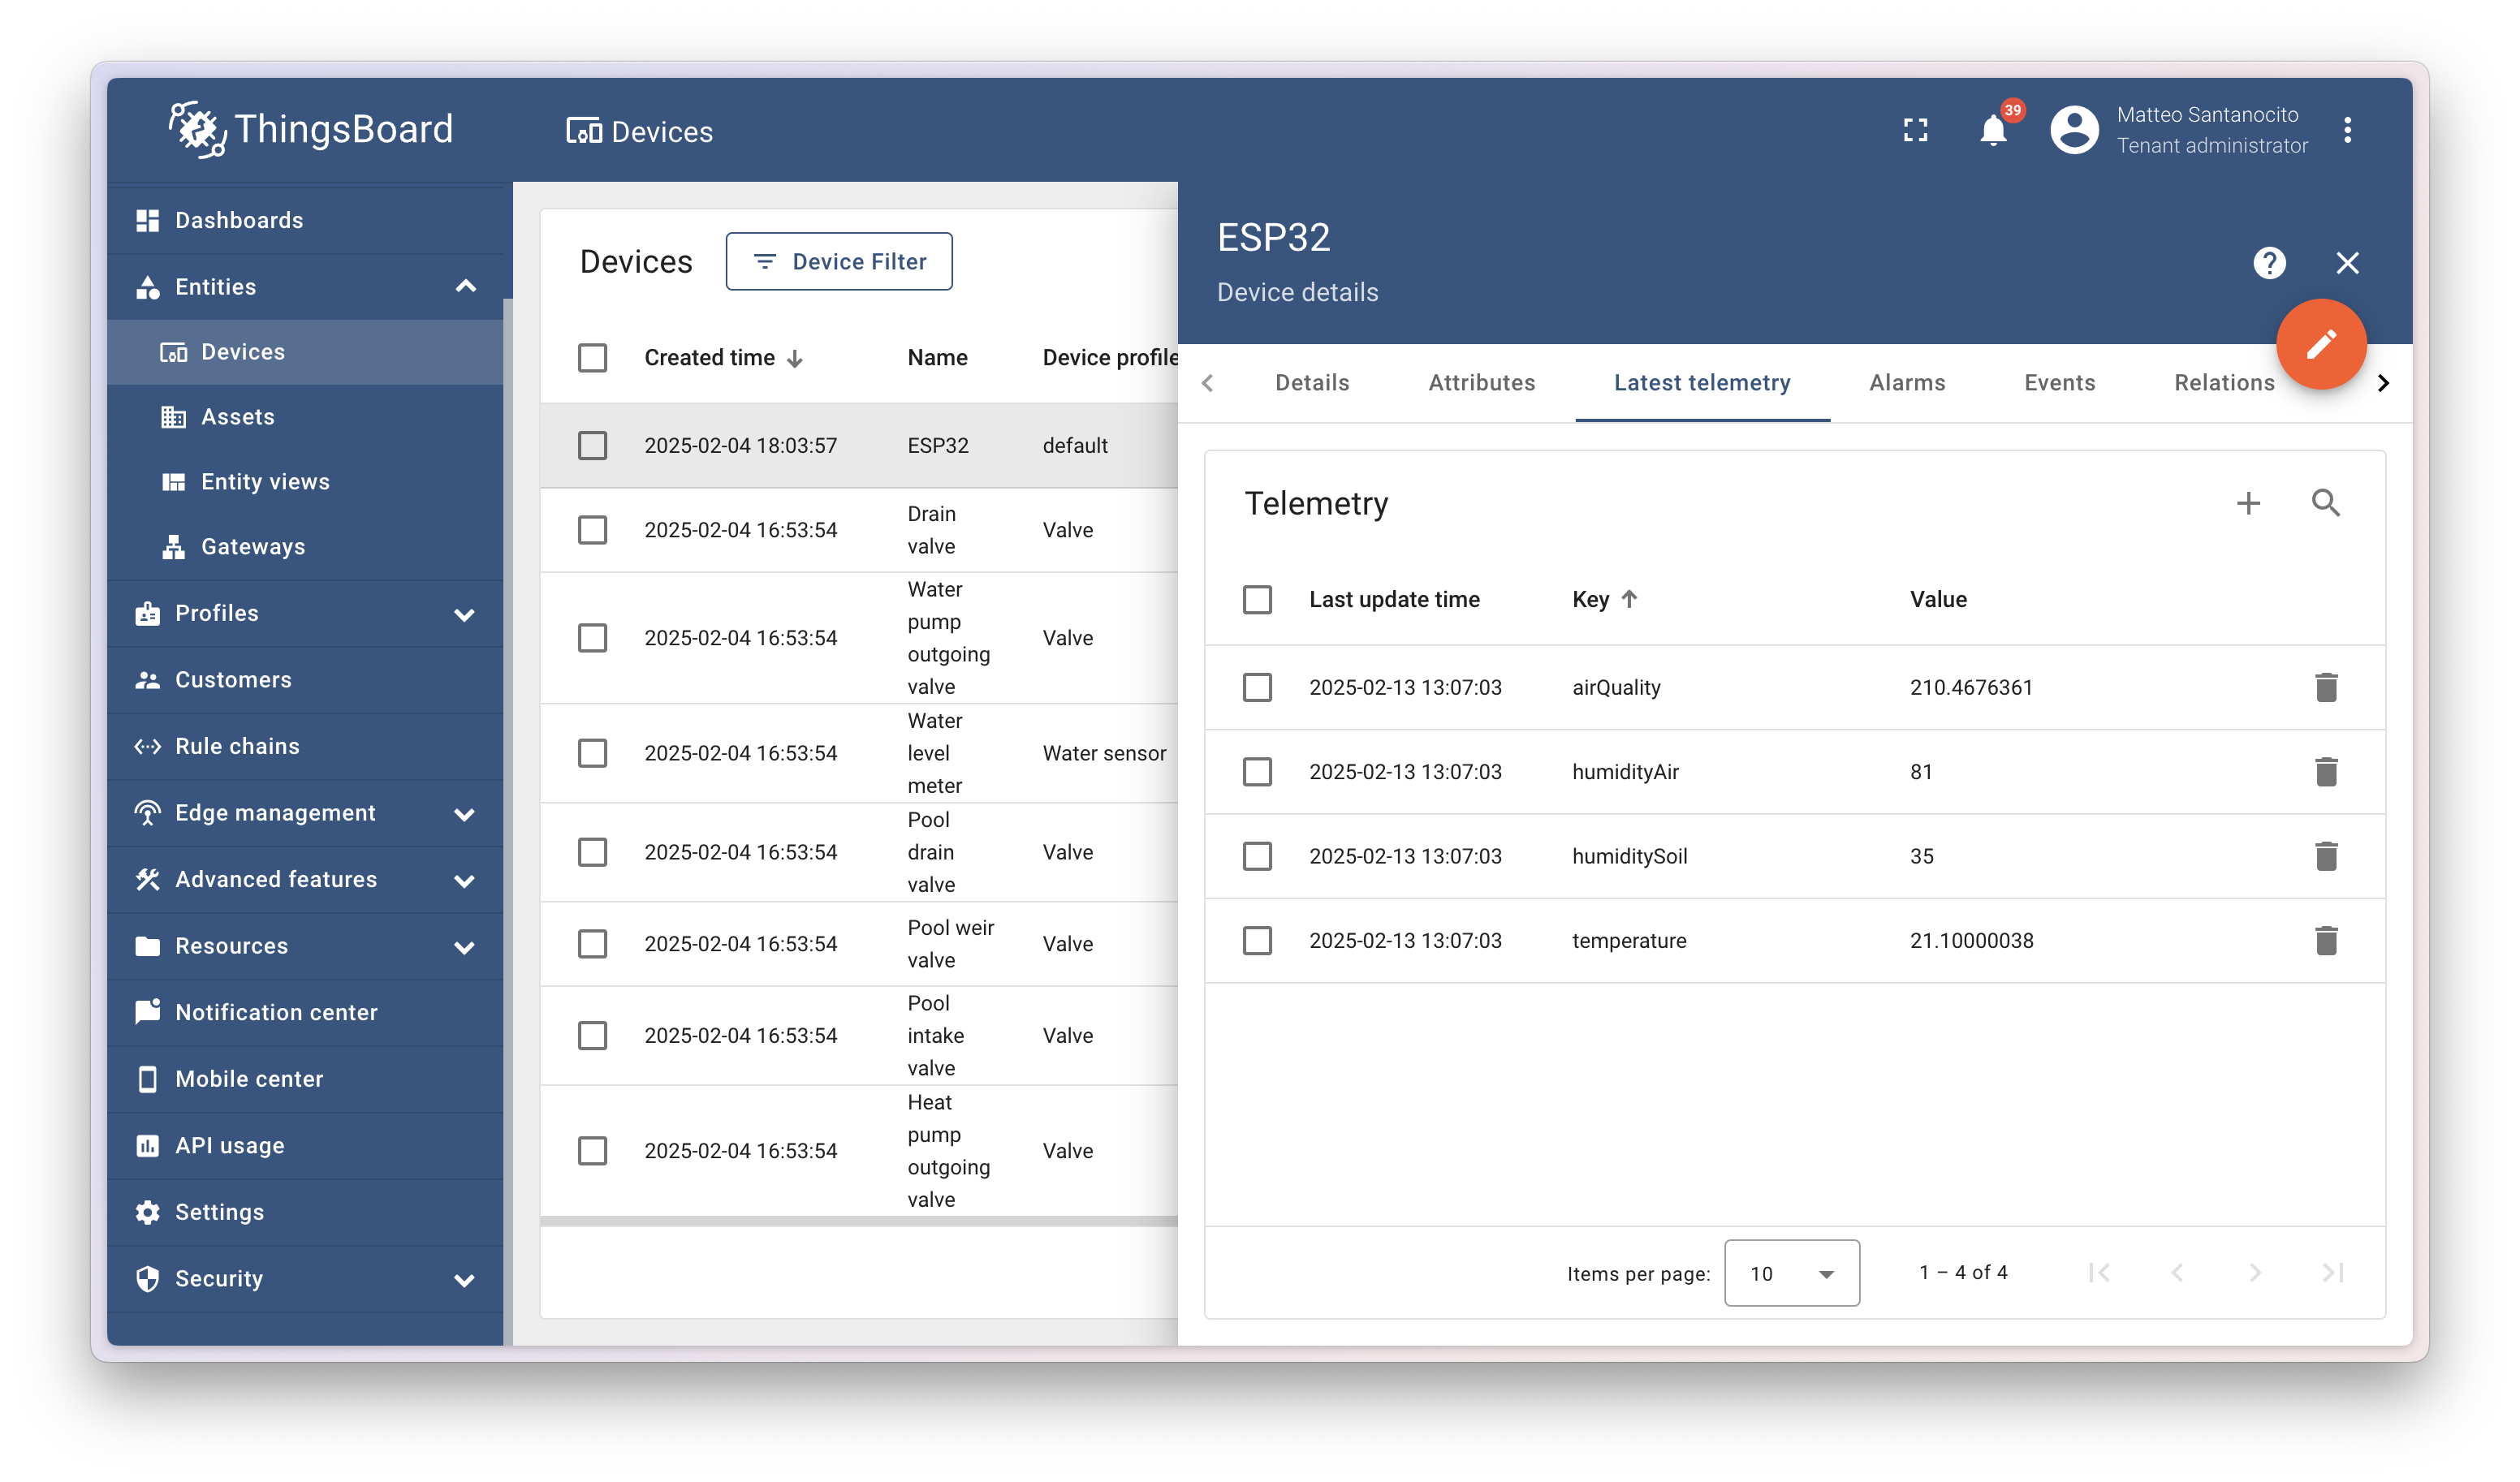 ThingsBoard
Devices
39
Matteo Santanocito
Tenant administrator
Dashboards
Entities
Devices
Assets
Entity views
Gateways
Profiles
Customers
Rule chains
Edge management
Advanced features
Resources
Notification center
Mobile center
API usage
Settings
Security
Devices
Device Filter
Created time Name Device profile
2025-02-04 18:03:57 ESP32 default
2025-02-04 16:53:54 Drain valve Valve
2025-02-04 16:53:54 Water pump outgoing valve Valve
2025-02-04 16:53:54 Water level meter Water sensor
2025-02-04 16:53:54 Pool drain valve Valve
2025-02-04 16:53:54 Pool weir valve Valve
2025-02-04 16:53:54 Pool intake valve Valve
2025-02-04 16:53:54 Heat pump outgoing valve Valve
ESP32
Device details
?
Details Attributes Latest telemetry Alarms Events Relations
Telemetry
Last update time Key Value
2025-02-13 13:07:03 airQuality 210.4676361
2025-02-13 13:07:03 humidityAir 81
2025-02-13 13:07:03 humiditySoil 35
2025-02-13 13:07:03 temperature 21.10000038
Items per page: 10 1 – 4 of 4